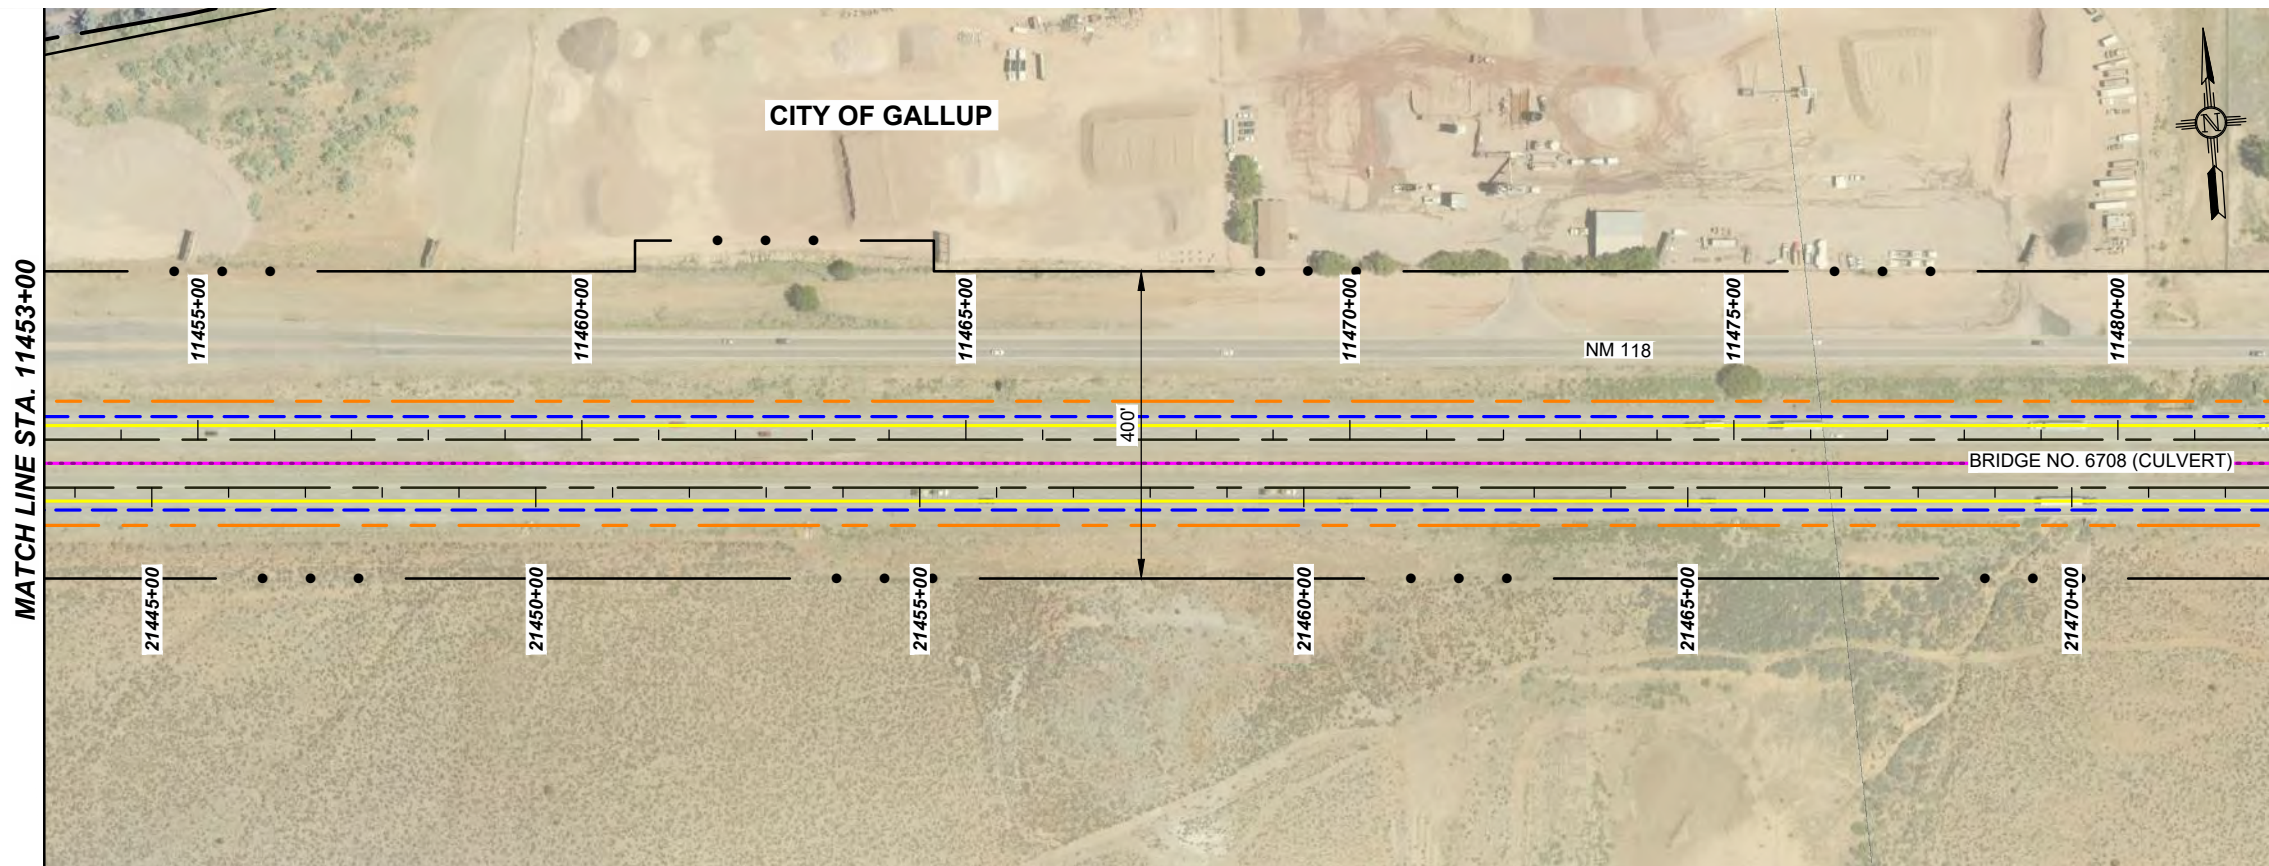 CITY OF GALLUP
N
MATCH LINE STA. 11453+00
11455+00
11460+00
11465+00
11470+00
11475+00
11480+00
NM 118
400'
BRIDGE NO. 6708 (CULVERT)
21445+00
21450+00
21455+00
21460+00
21465+00
21470+00